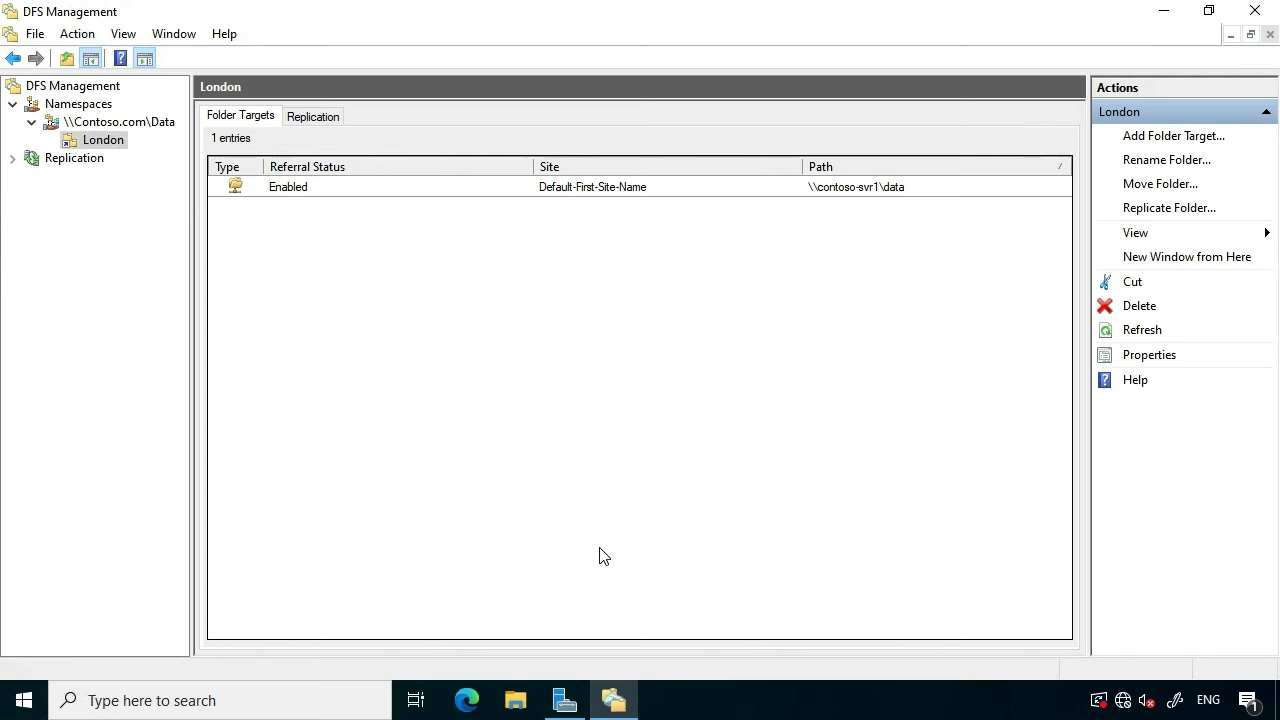 DFS Management
File Action View Window Help
DFS Management
Namespaces
\\Contoso.com\Data
London
Replication
London
Folder Targets Replication
1 entries
Type Referral Status Site Path
Enabled Default-First-Site-Name \\contoso-svr1\data
Actions
London
Add Folder Target...
Rename Folder...
Move Folder...
Replicate Folder...
View
New Window from Here
Cut
Delete
Refresh
Properties
Help
Type here to search
ENG
1